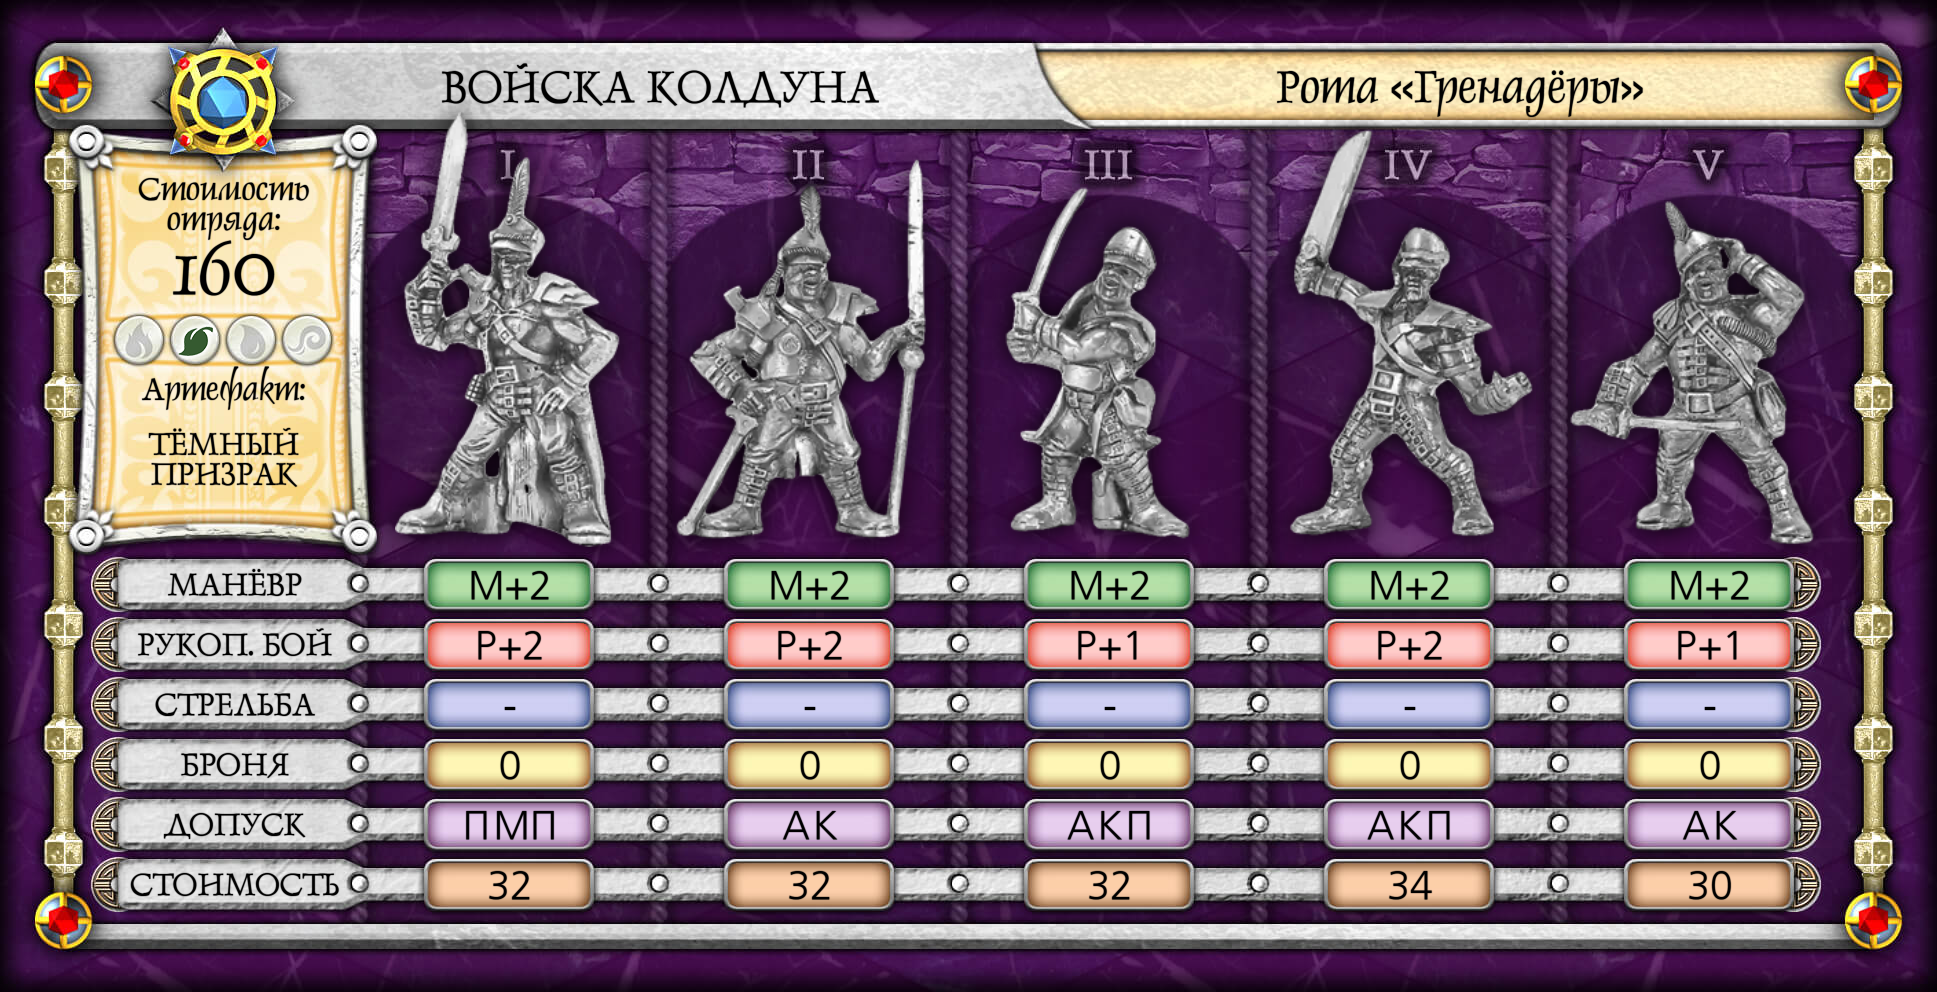 ВОЙСКА КОЛДУНА
Рота «Гренадёры»
Стоимость
отряда:
160
Артефакт:
ТЁМНЫЙ
ПРИЗРАК
I II III IV V
МАНЁВР М+2 М+2 М+2 М+2 М+2
РУКОП. БОЙ Р+2 Р+2 Р+1 Р+2 Р+1
СТРЕЛЬБА - - - - -
БРОНЯ 0 0 0 0 0
ДОПУСК ПМП АК АКП АКП АК
СТОИМОСТЬ 32 32 32 34 30